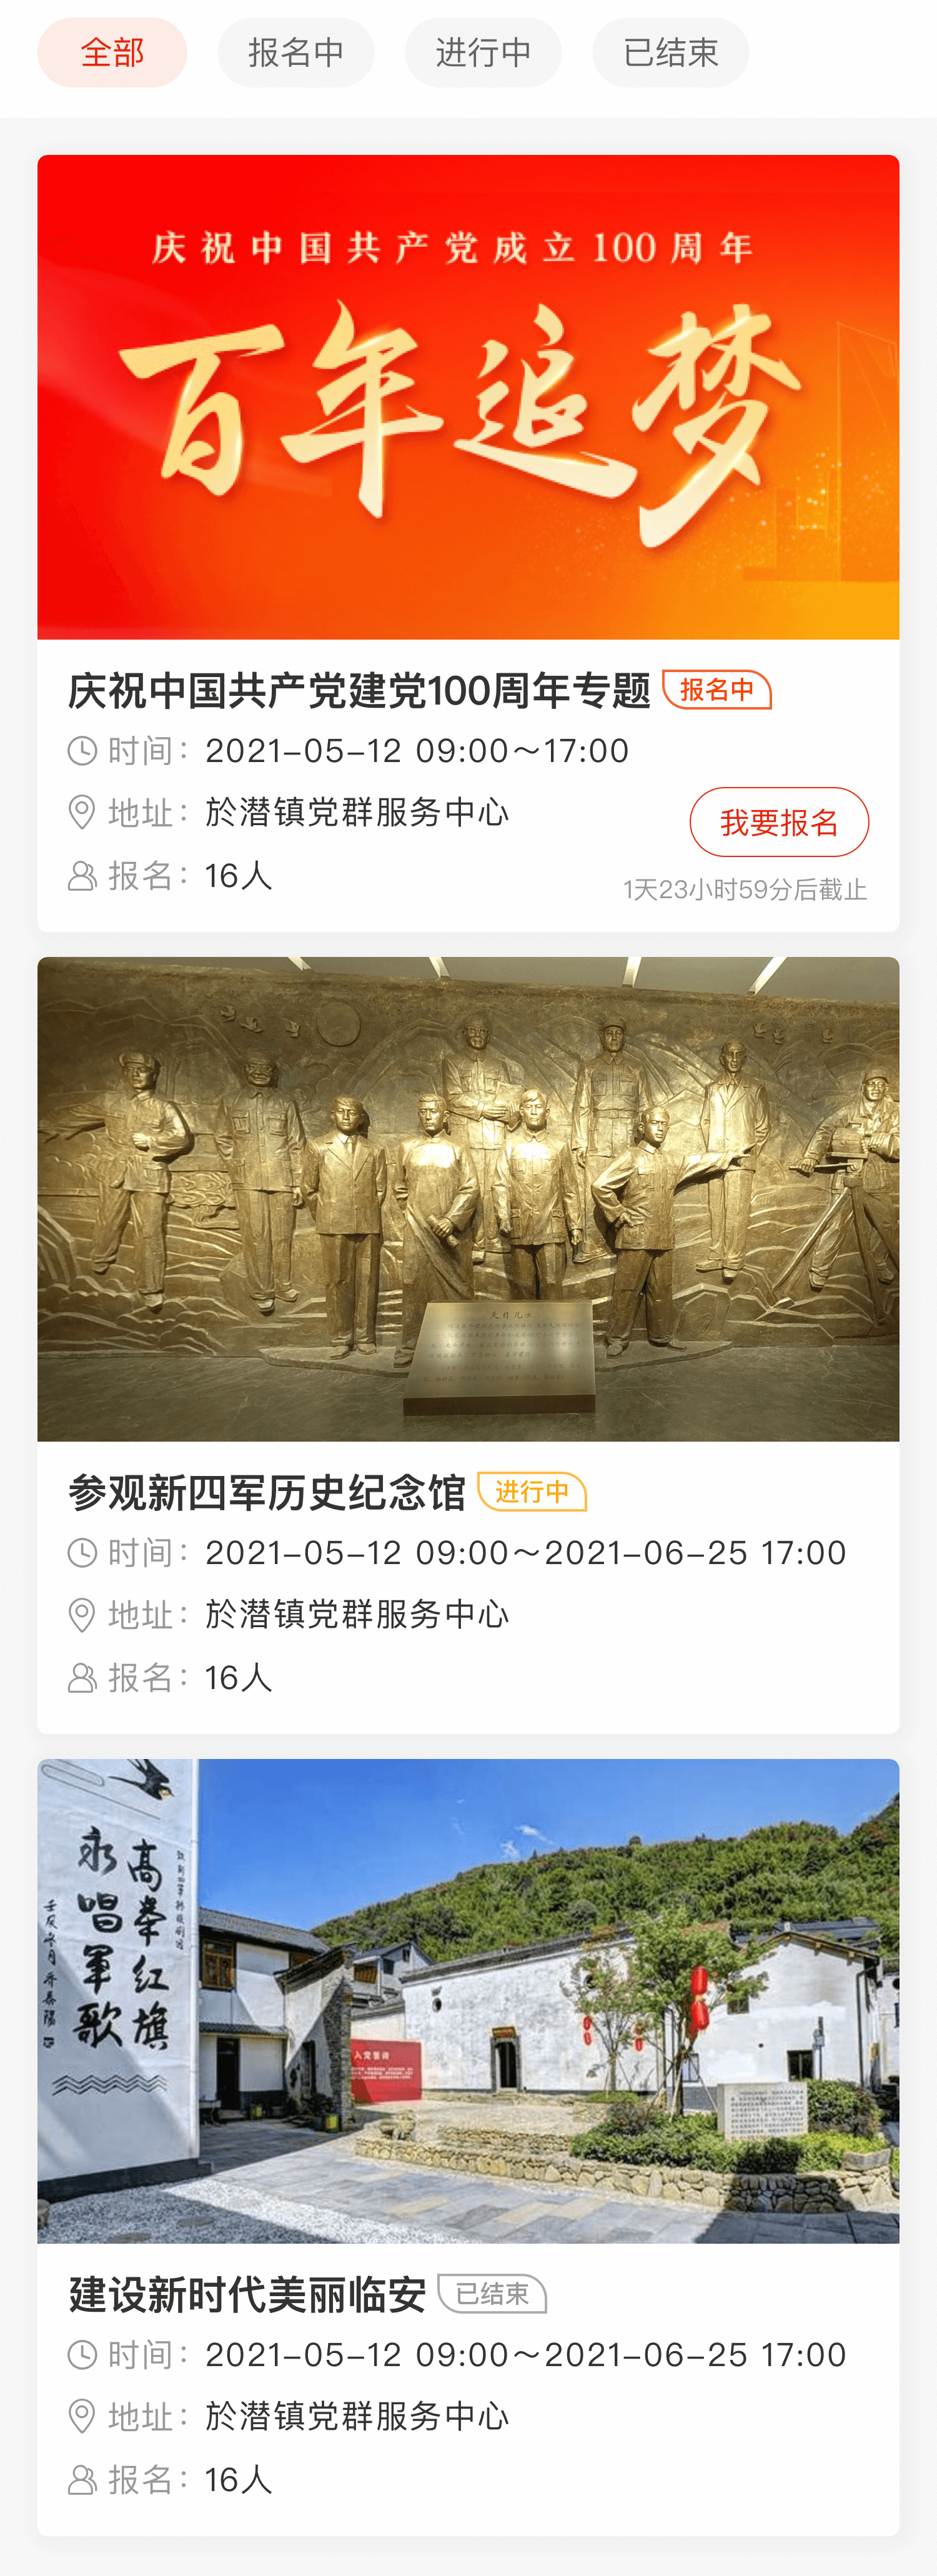 全部 报名中 进行中 已结束
庆祝中国共产党成立100周年
百年追梦
庆祝中国共产党建党100周年专题 报名中
时间：2021-05-12 09:00～17:00
地址：於潜镇党群服务中心
我要报名
报名：16人
1天23小时59分后截止
天目九士
参观新四军历史纪念馆 进行中
时间：2021-05-12 09:00～2021-06-25 17:00
地址：於潜镇党群服务中心
报名：16人
高举红旗
永唱军歌
入党誓词
建设新时代美丽临安 已结束
时间：2021-05-12 09:00～2021-06-25 17:00
地址：於潜镇党群服务中心
报名：16人